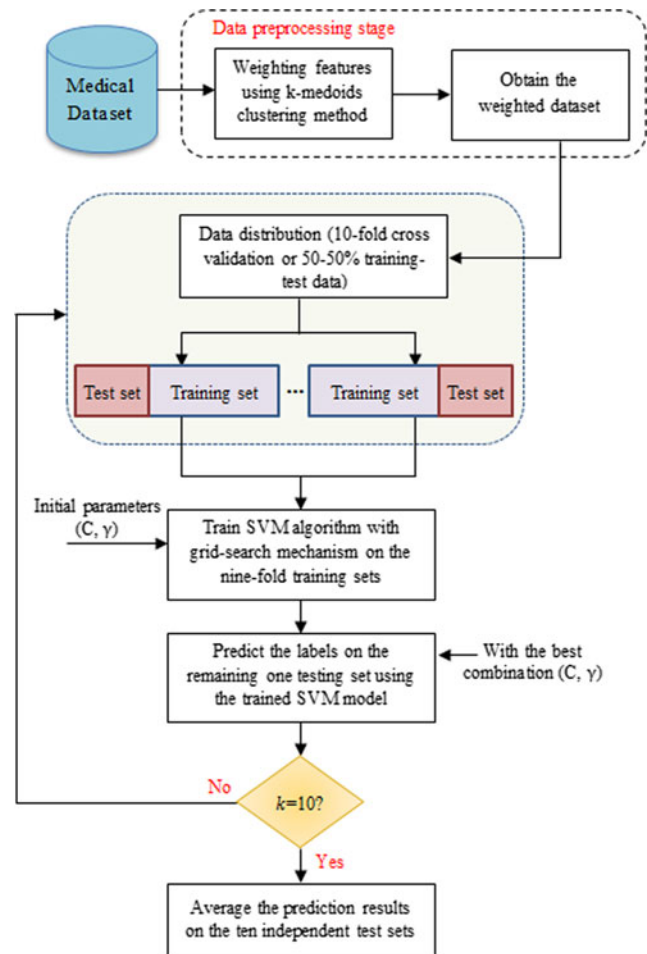 Data preprocessing stage
Medical
Dataset
Weighting features
using k-medoids
clustering method
Obtain the
weighted dataset
Data distribution (10-fold cross
validation or 50-50% training-
test data)
Test set Training set ... Training set Test set
Initial parameters
(C, γ)
Train SVM algorithm with
grid-search mechanism on the
nine-fold training sets
Predict the labels on the
remaining one testing set using
the trained SVM model
With the best
combination (C, γ)
No
k=10?
Yes
Average the prediction results
on the ten independent test sets